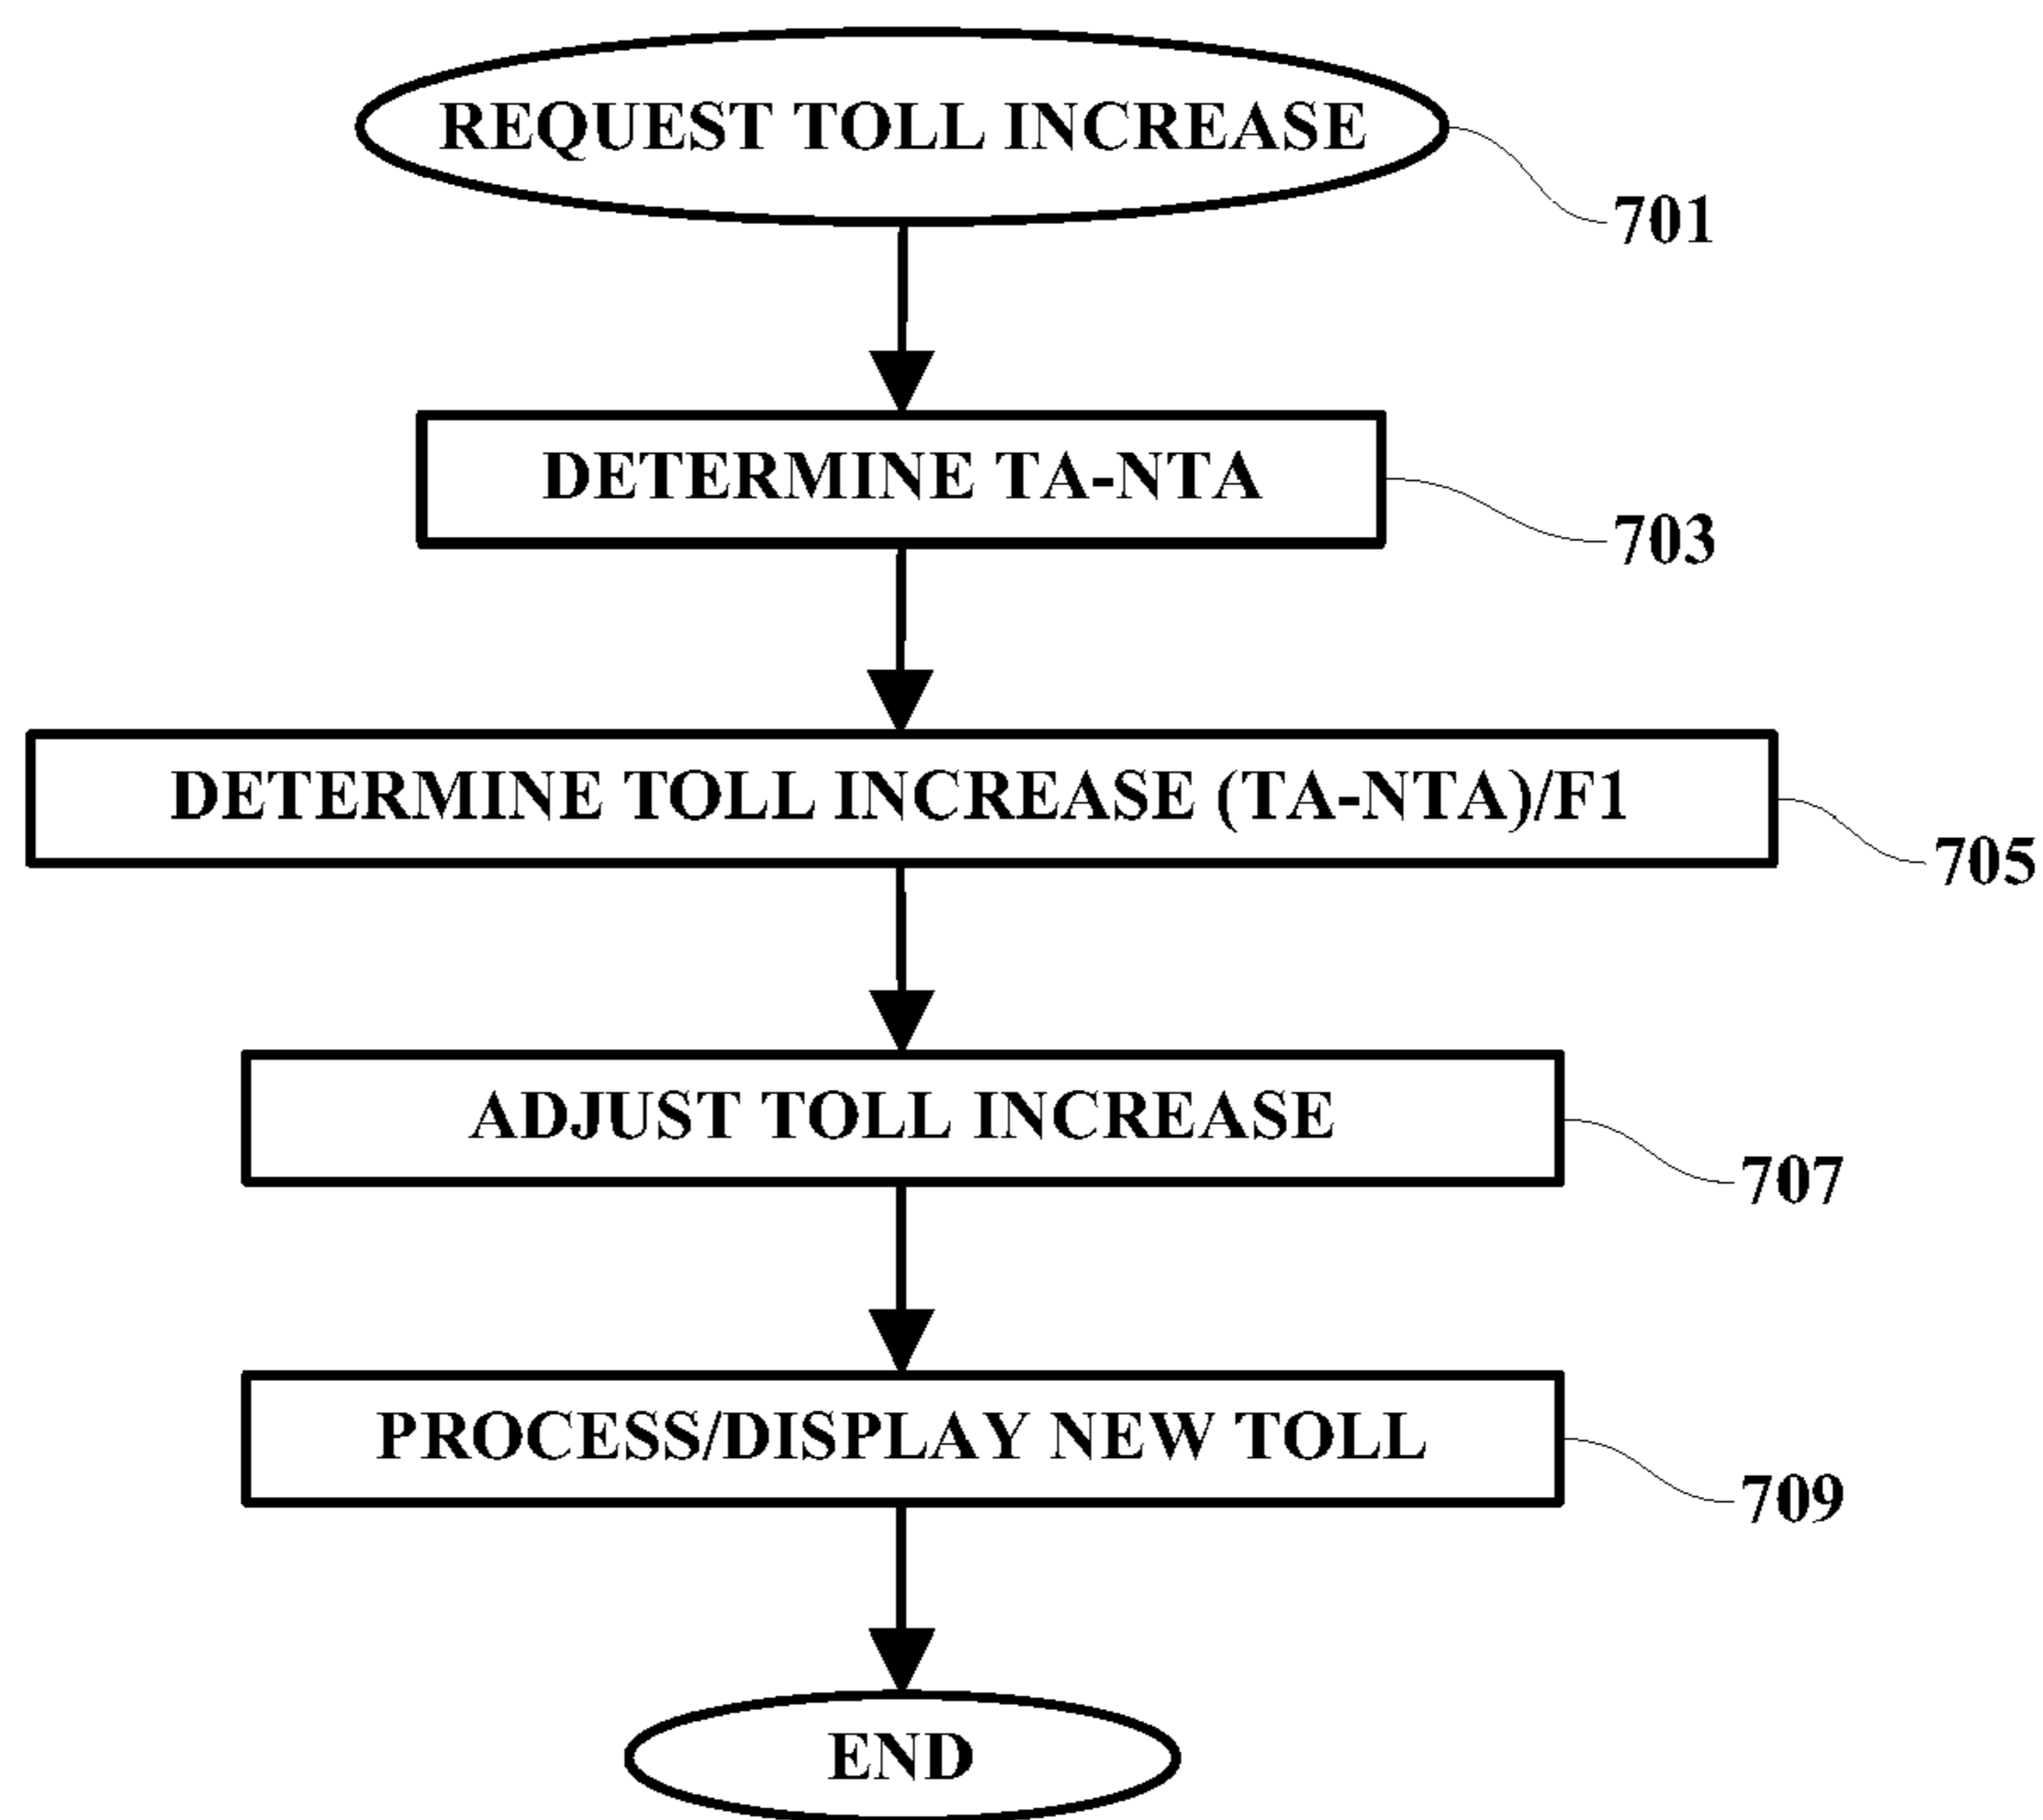 REQUEST TOLL INCREASE
701
DETERMINE TA-NTA
703
DETERMINE TOLL INCREASE (TA-NTA)/F1
705
ADJUST TOLL INCREASE
707
PROCESS/DISPLAY NEW TOLL
709
END